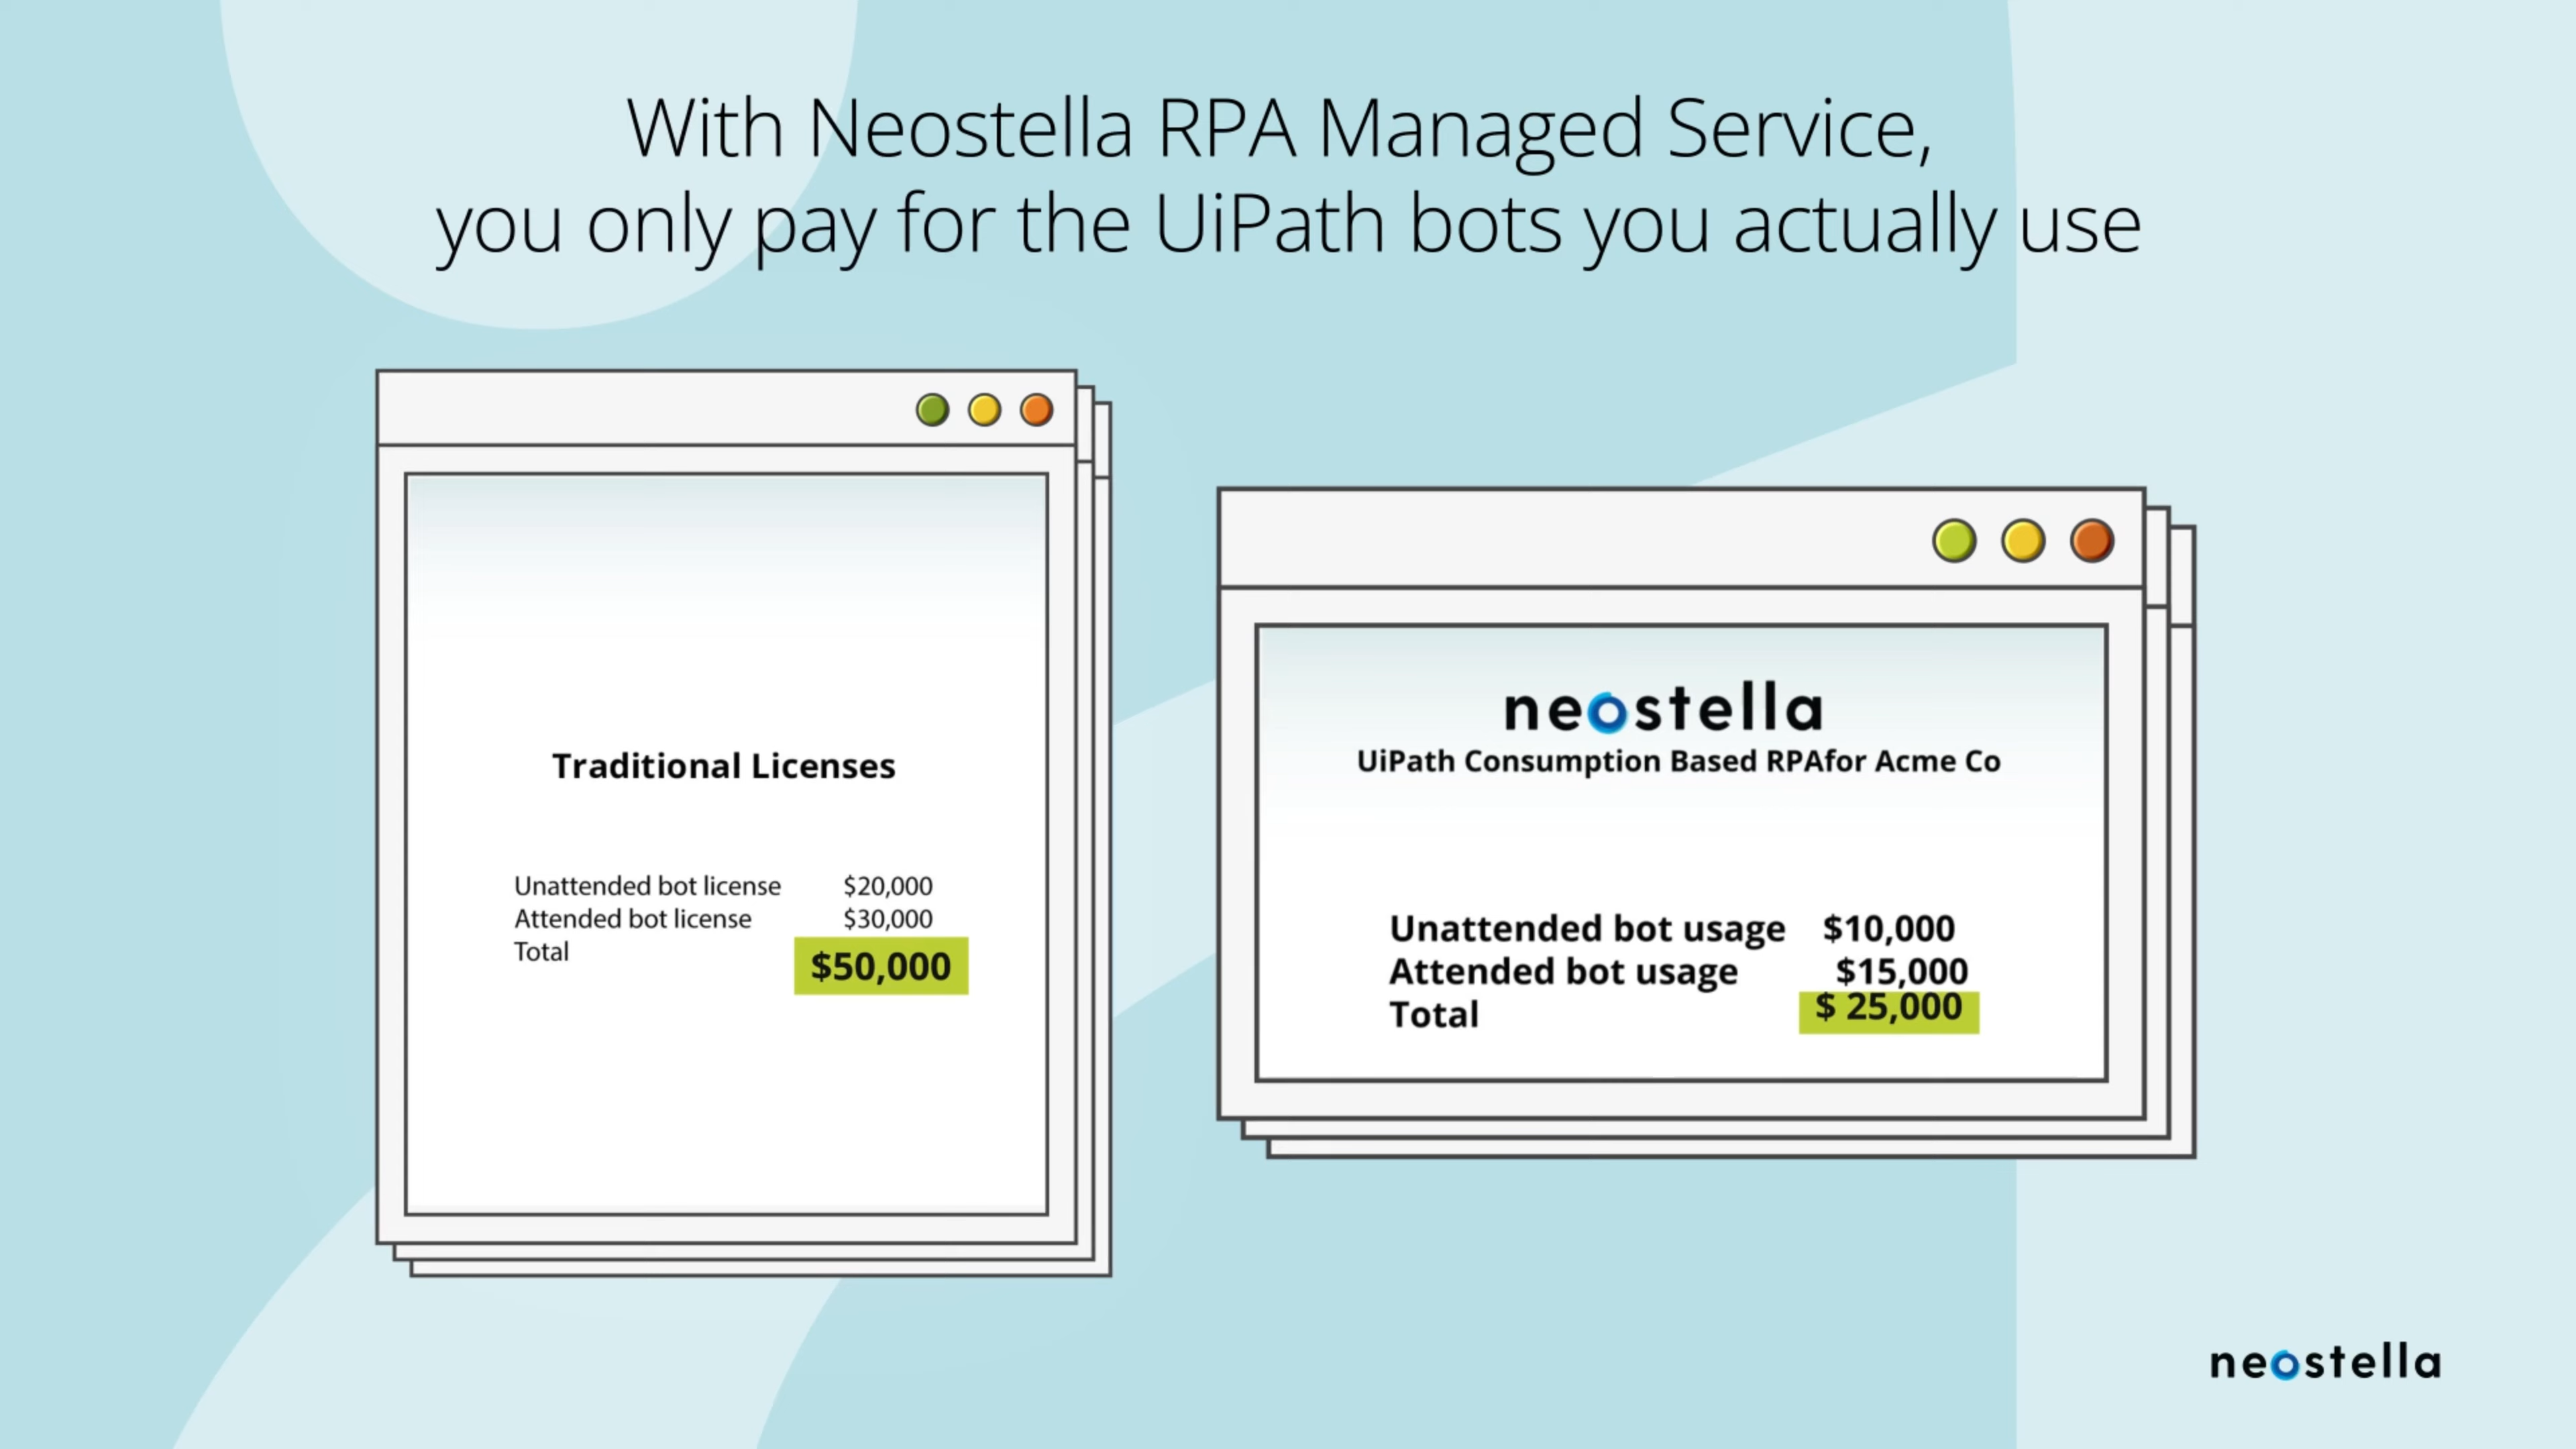 With Neostella RPA Managed Service,
you only pay for the UiPath bots you actually use
Traditional Licenses
Unattended bot license $20,000
Attended bot license $30,000
Total $50,000
neostella
UiPath Consumption Based RPAfor Acme Co
Unattended bot usage $10,000
Attended bot usage $15,000
Total $ 25,000
neostella